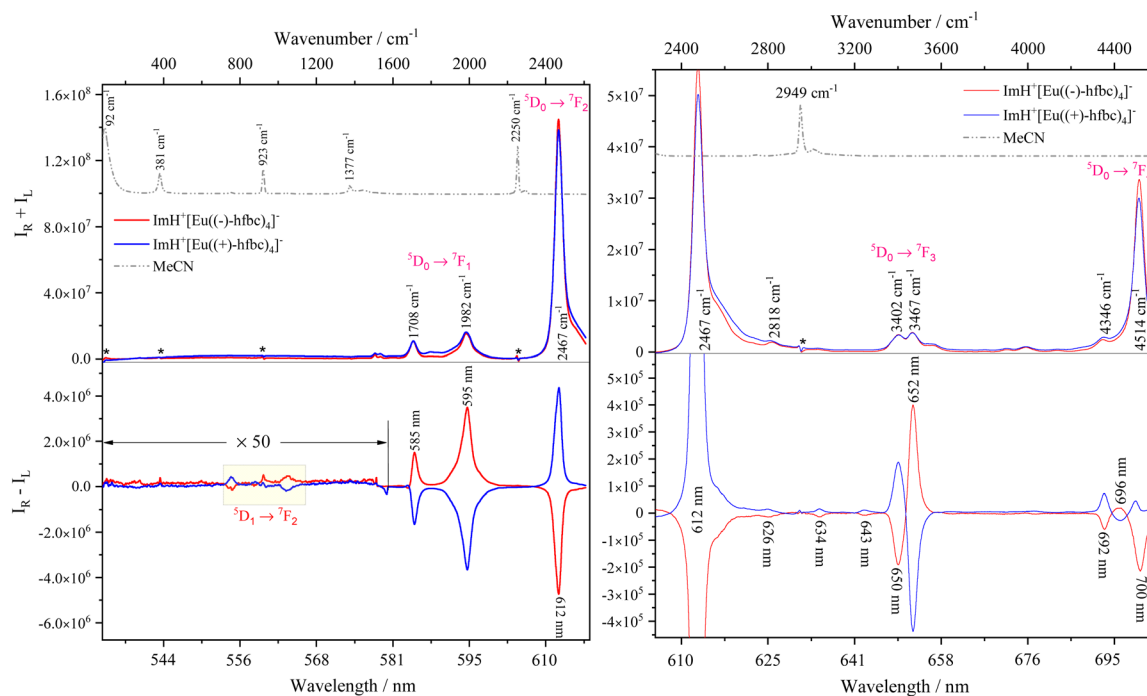 Wavenumber / cm⁻¹
0 400 800 1200 1600 2000 2400
I_R + I_L
1.6×10⁸
1.2×10⁸
8.0×10⁷
4.0×10⁷
0.0
92 cm⁻¹
381 cm⁻¹
923 cm⁻¹
1377 cm⁻¹
2250 cm⁻¹
⁵D₀ → ⁷F₂
ImH⁺[Eu((-)-hfbc)₄]⁻
ImH⁺[Eu((+)-hfbc)₄]⁻
MeCN
⁵D₀ → ⁷F₁
1708 cm⁻¹
1982 cm⁻¹
2467 cm⁻¹
* * * *
I_R - I_L
4.0×10⁶
2.0×10⁶
0.0
-2.0×10⁶
-4.0×10⁶
-6.0×10⁶
× 50
585 nm
595 nm
612 nm
⁵D₁ → ⁷F₂
544 556 568 581 595 610
Wavelength / nm
Wavenumber / cm⁻¹
2400 2800 3200 3600 4000 4400
5×10⁷
4×10⁷
3×10⁷
2×10⁷
1×10⁷
0
2949 cm⁻¹
ImH⁺[Eu((-)-hfbc)₄]⁻
ImH⁺[Eu((+)-hfbc)₄]⁻
MeCN
⁵D₀ → ⁷F
⁵D₀ → ⁷F₃
2467 cm⁻¹
2818 cm⁻¹
*
3402 cm⁻¹
3467 cm⁻¹
4346 cm⁻¹
4514 cm⁻¹
5×10⁵
4×10⁵
3×10⁵
2×10⁵
1×10⁵
0
-1×10⁵
-2×10⁵
-3×10⁵
-4×10⁵
612 nm
626 nm
634 nm
643 nm
650 nm
652 nm
692 nm
696 nm
700 nm
610 625 641 658 676 695
Wavelength / nm